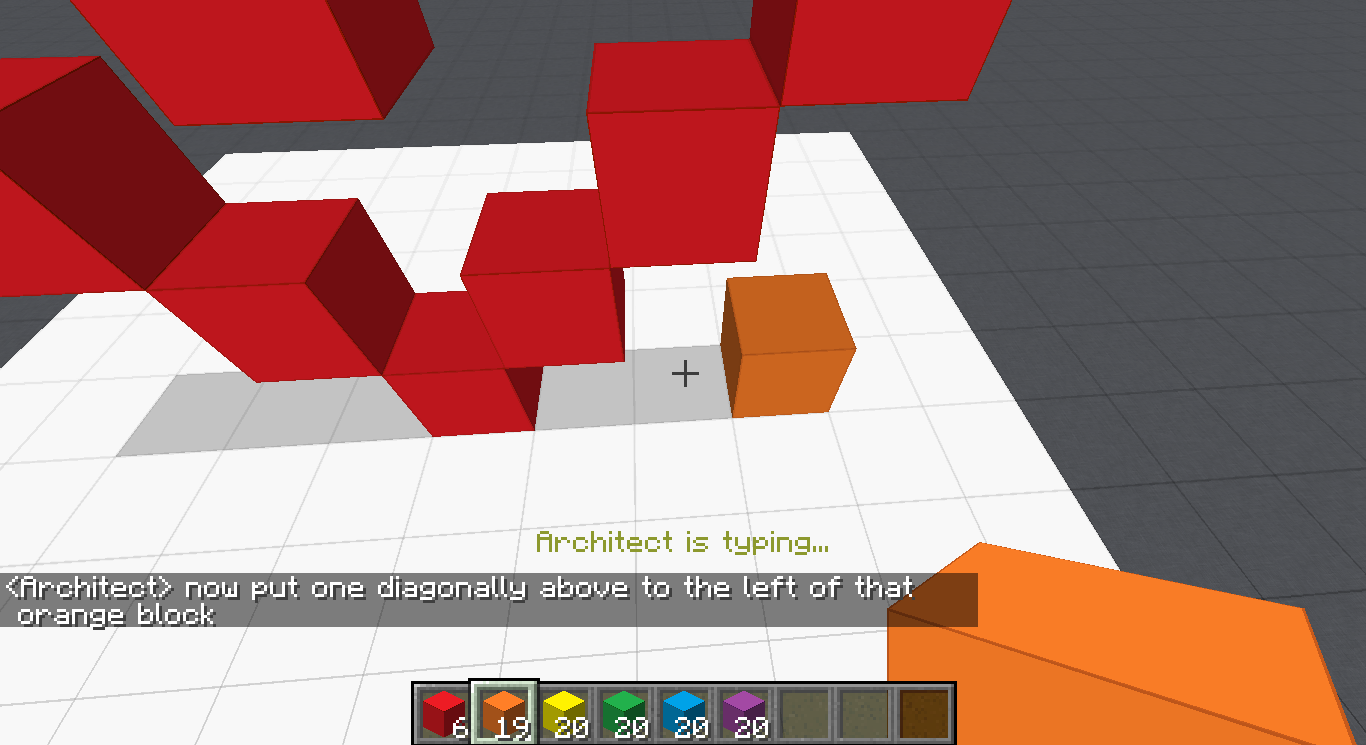 Architect is typing...
<Architect> now put one diagonally above to the left of that
orange block
6 19 20 20 20 20